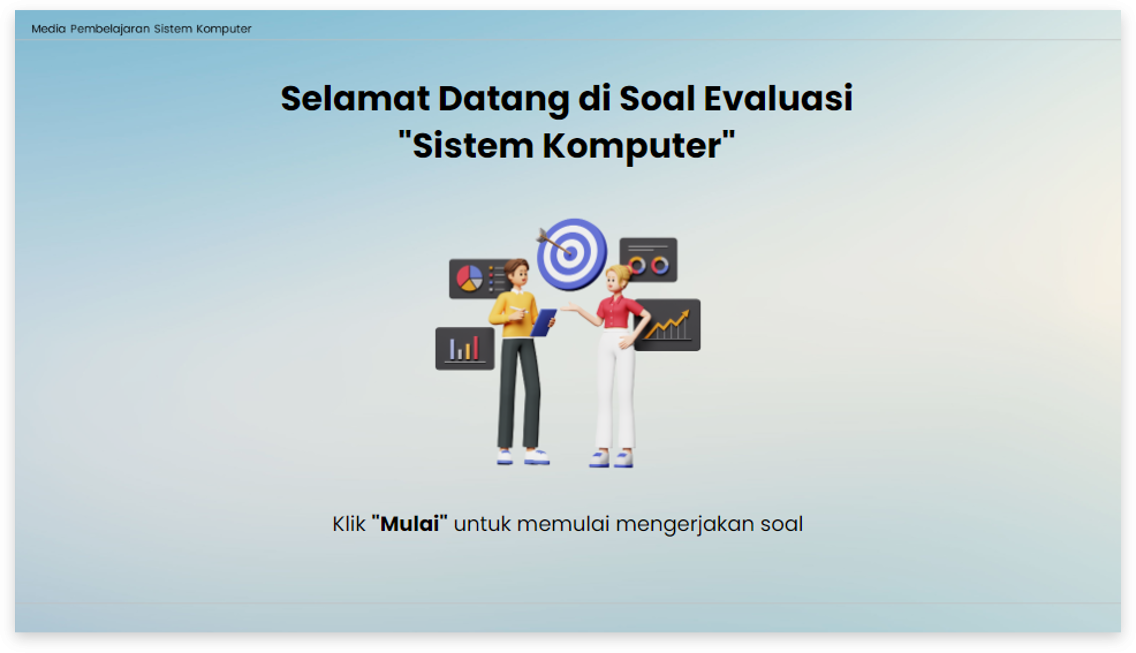 Media Pembelajaran Sistem Komputer
Selamat Datang di Soal Evaluasi
"Sistem Komputer"
Klik "Mulai" untuk memulai mengerjakan soal